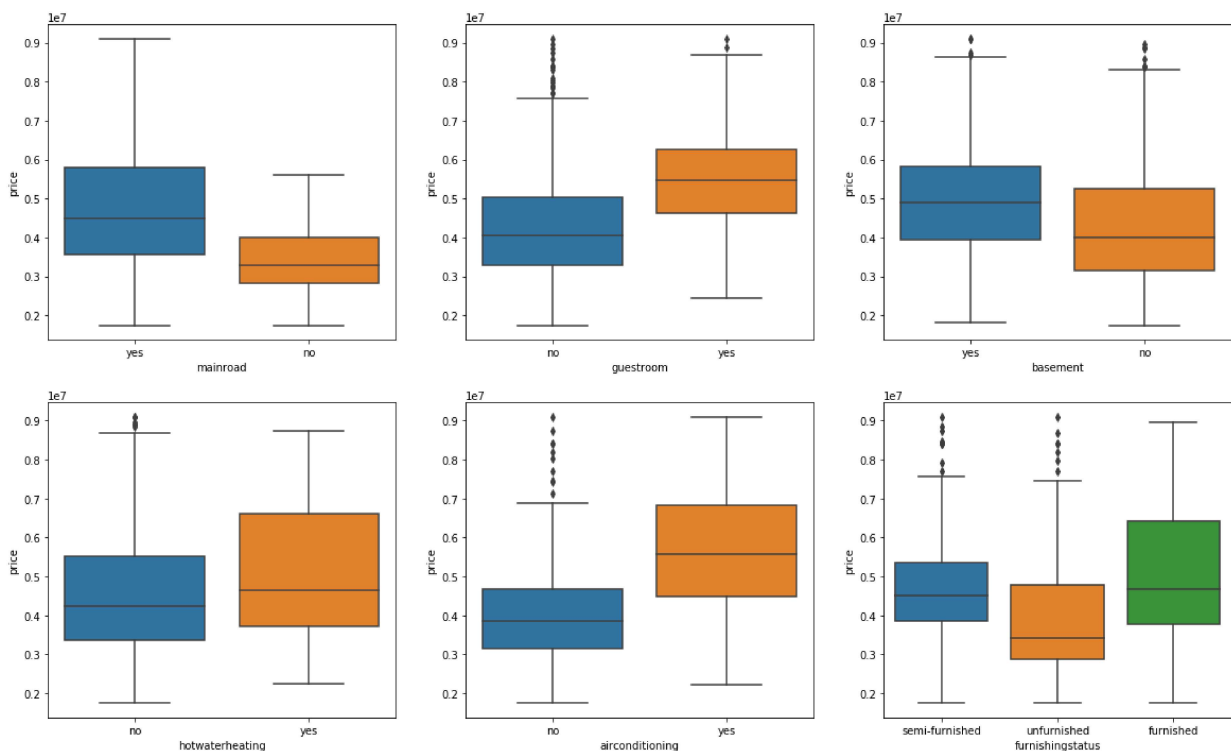 1e7
0.9
0.8
0.7
0.6
0.5
0.4
0.3
0.2
price
yes no
mainroad
1e7
0.9
0.8
0.7
0.6
0.5
0.4
0.3
0.2
price
no yes
guestroom
1e7
0.9
0.8
0.7
0.6
0.5
0.4
0.3
0.2
price
yes no
basement
1e7
0.9
0.8
0.7
0.6
0.5
0.4
0.3
0.2
price
no yes
hotwaterheating
1e7
0.9
0.8
0.7
0.6
0.5
0.4
0.3
0.2
price
no yes
airconditioning
1e7
0.9
0.8
0.7
0.6
0.5
0.4
0.3
0.2
price
semi-furnished unfurnished furnished
furnishingstatus